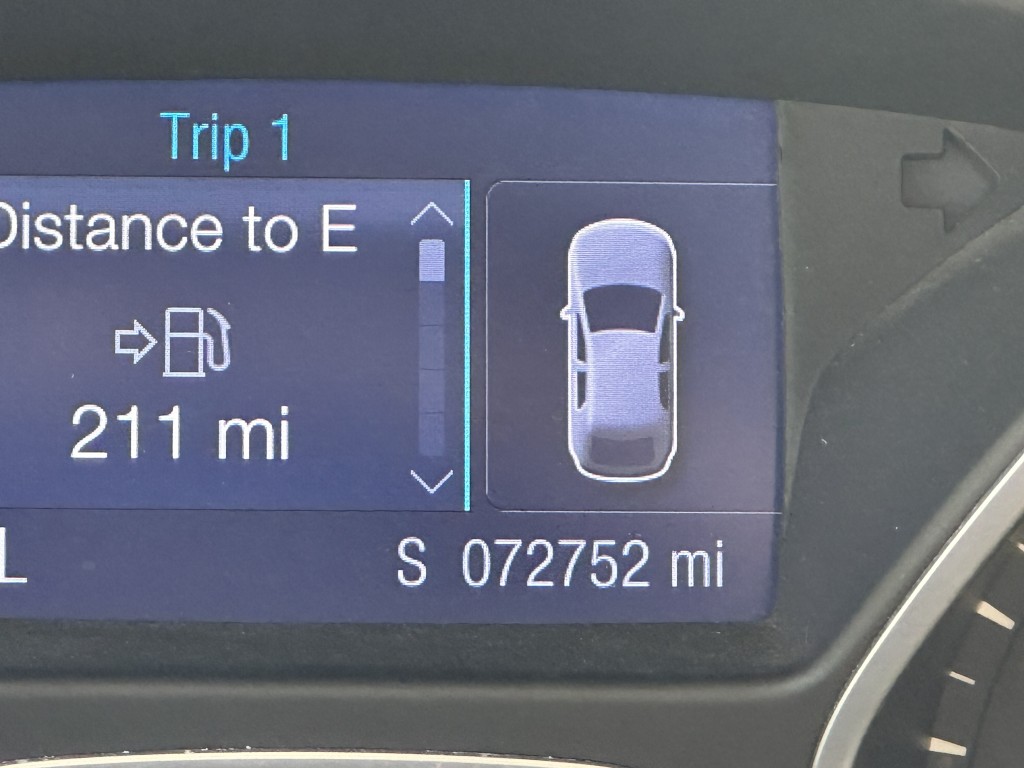 Trip 1
Distance to E
211 mi
L
S 072752 mi